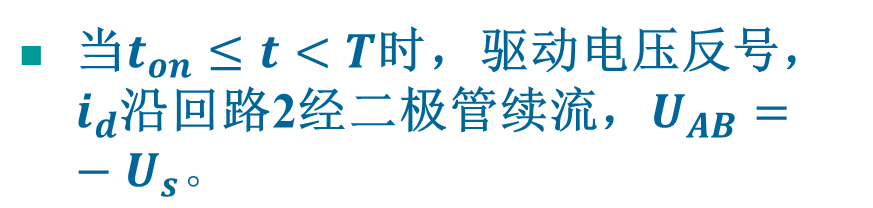 ■ 当t_on ≤ t < T时，驱动电压反号，
i_d沿回路2经二极管续流，U_AB =
− U_s。